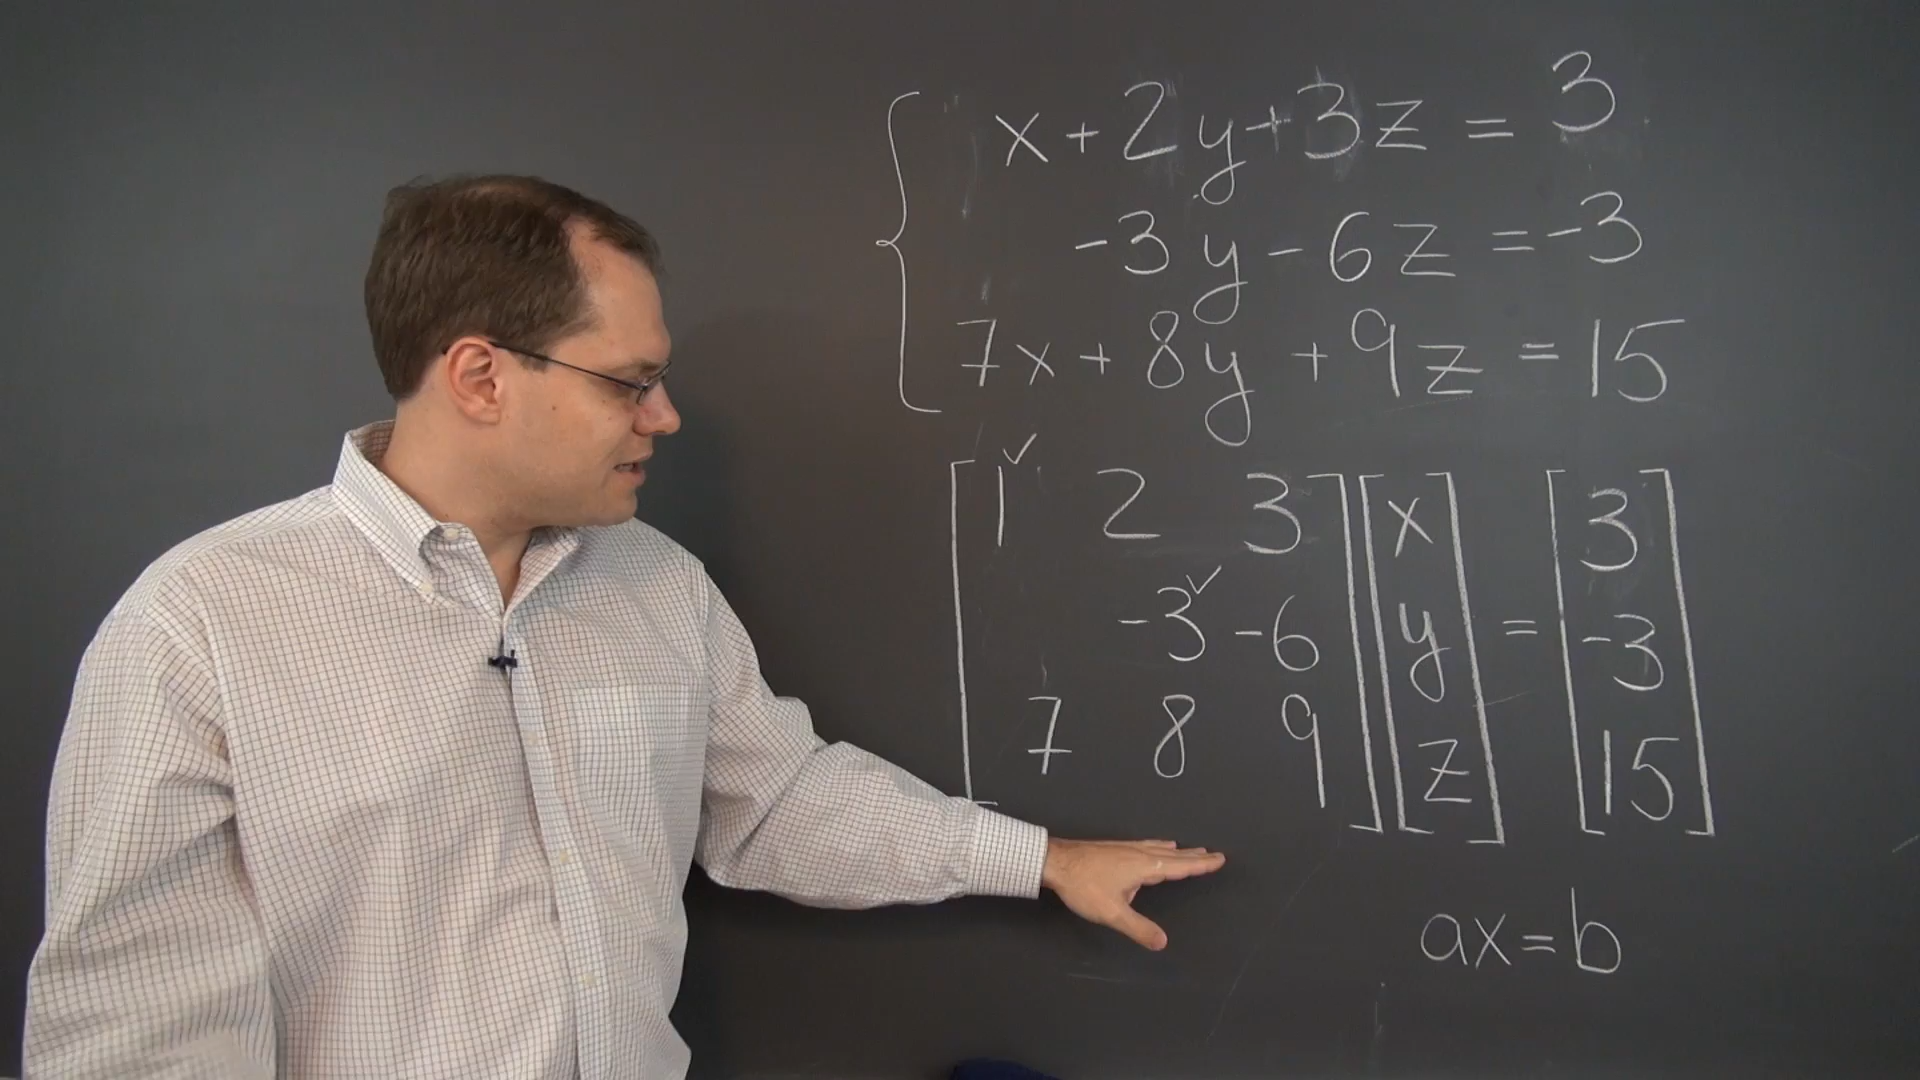 x + 2y + 3z = 3
-3y - 6z = -3
7x + 8y + 9z = 15
[1✓ 2 3] [x] = [3]
[-3✓ -6] [y] = [-3]
[7 8 9] [z] = [15]
ax = b